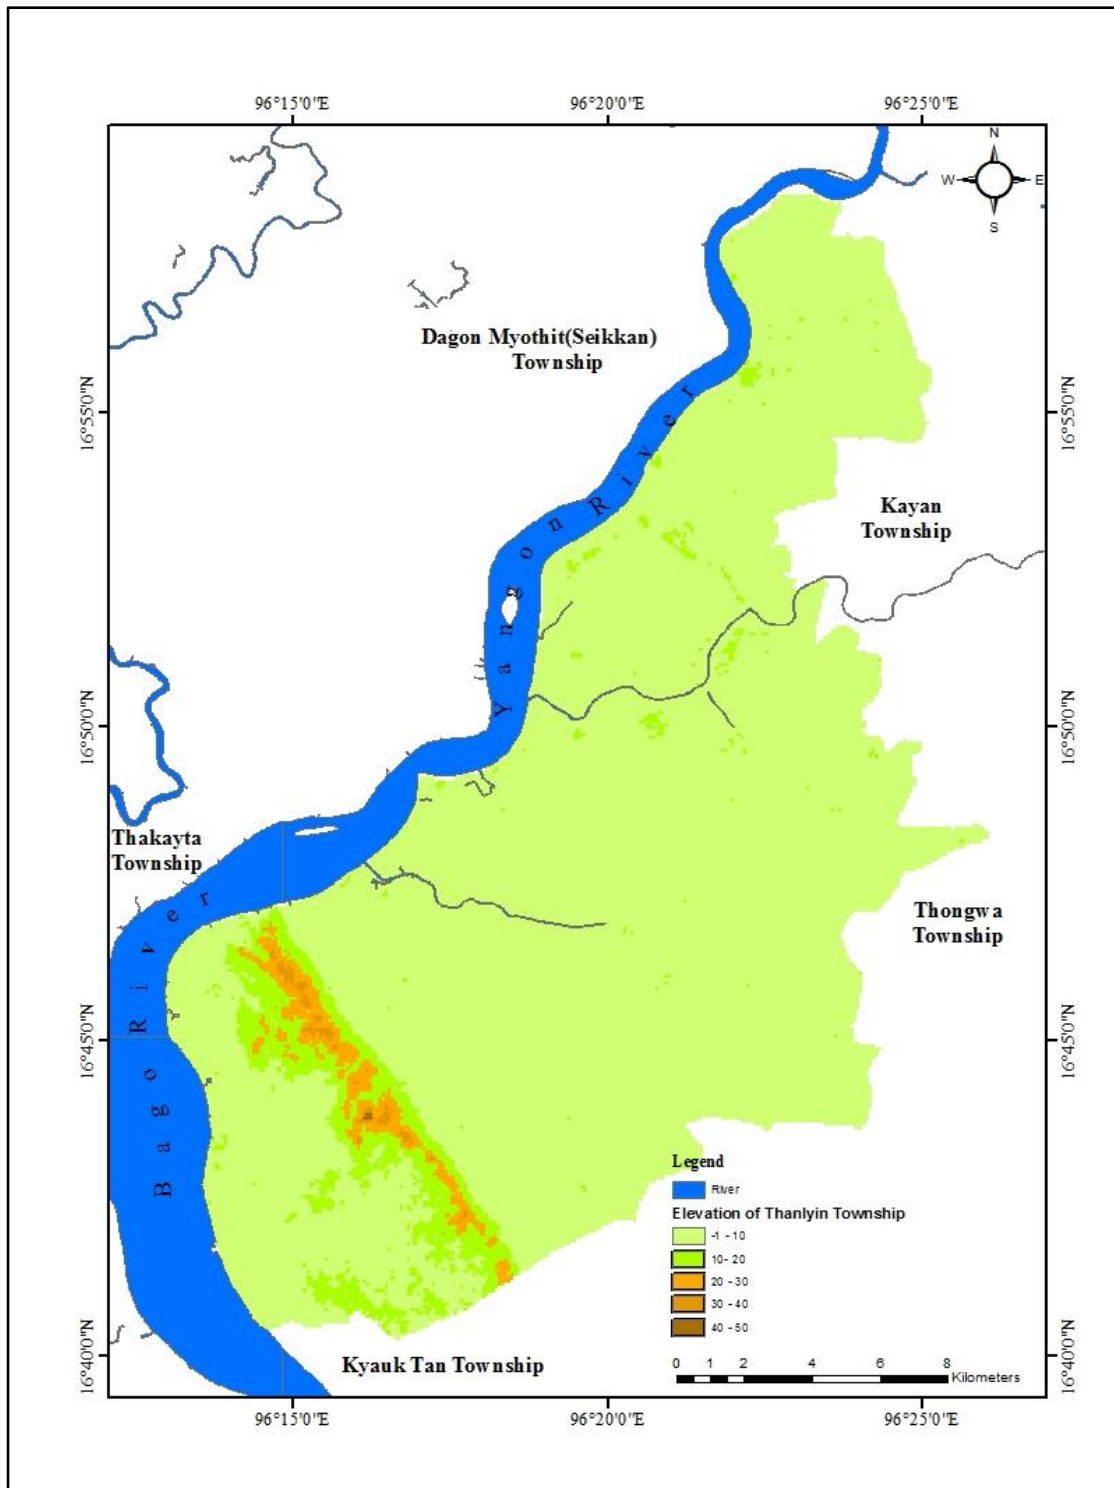 96°15'0"E
96°20'0"E
96°25'0"E
N
W
E
S
Dagon Myothit(Seikkan)
Township
16°55'0"N
16°55'0"N
Kayan
Township
Yangon River
16°50'0"N
16°50'0"N
Thakayta
Township
Thongwa
Township
Bago River
16°45'0"N
16°45'0"N
Legend
River
Elevation of Thanlyin Township
-1 - 10
10- 20
20 - 30
30 - 40
40 - 50
16°40'0"N
16°40'0"N
Kyauk Tan Township
0 1 2 4 6 8
Kilometers
96°15'0"E
96°20'0"E
96°25'0"E